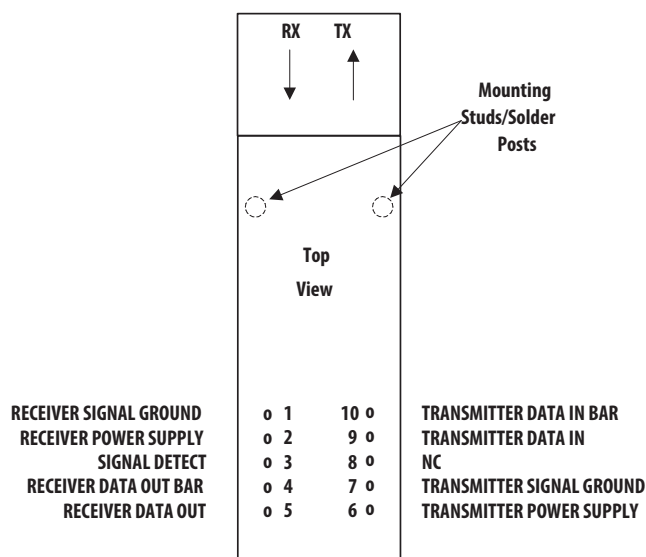 RX TX
Mounting
Studs/Solder
Posts
Top
View
RECEIVER SIGNAL GROUND o 1 10 o TRANSMITTER DATA IN BAR
RECEIVER POWER SUPPLY o 2 9 o TRANSMITTER DATA IN
SIGNAL DETECT o 3 8 o NC
RECEIVER DATA OUT BAR o 4 7 o TRANSMITTER SIGNAL GROUND
RECEIVER DATA OUT o 5 6 o TRANSMITTER POWER SUPPLY